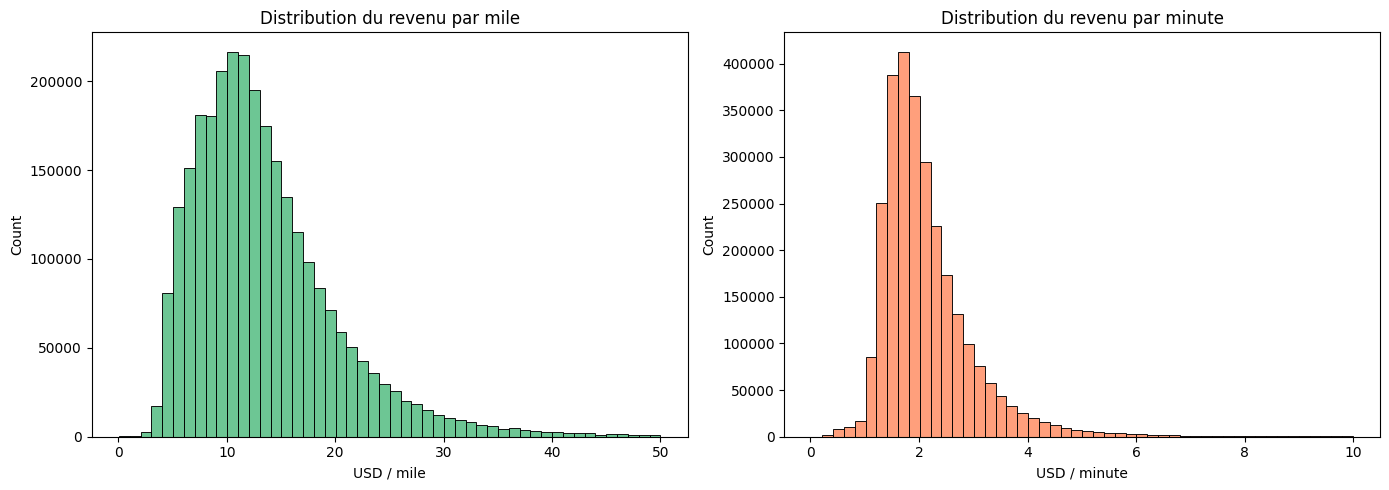 Distribution du revenu par mile
200000
150000
100000
50000
0
Count
0 10 20 30 40 50
USD / mile
Distribution du revenu par minute
400000
350000
300000
250000
200000
150000
100000
50000
0
Count
0 2 4 6 8 10
USD / minute